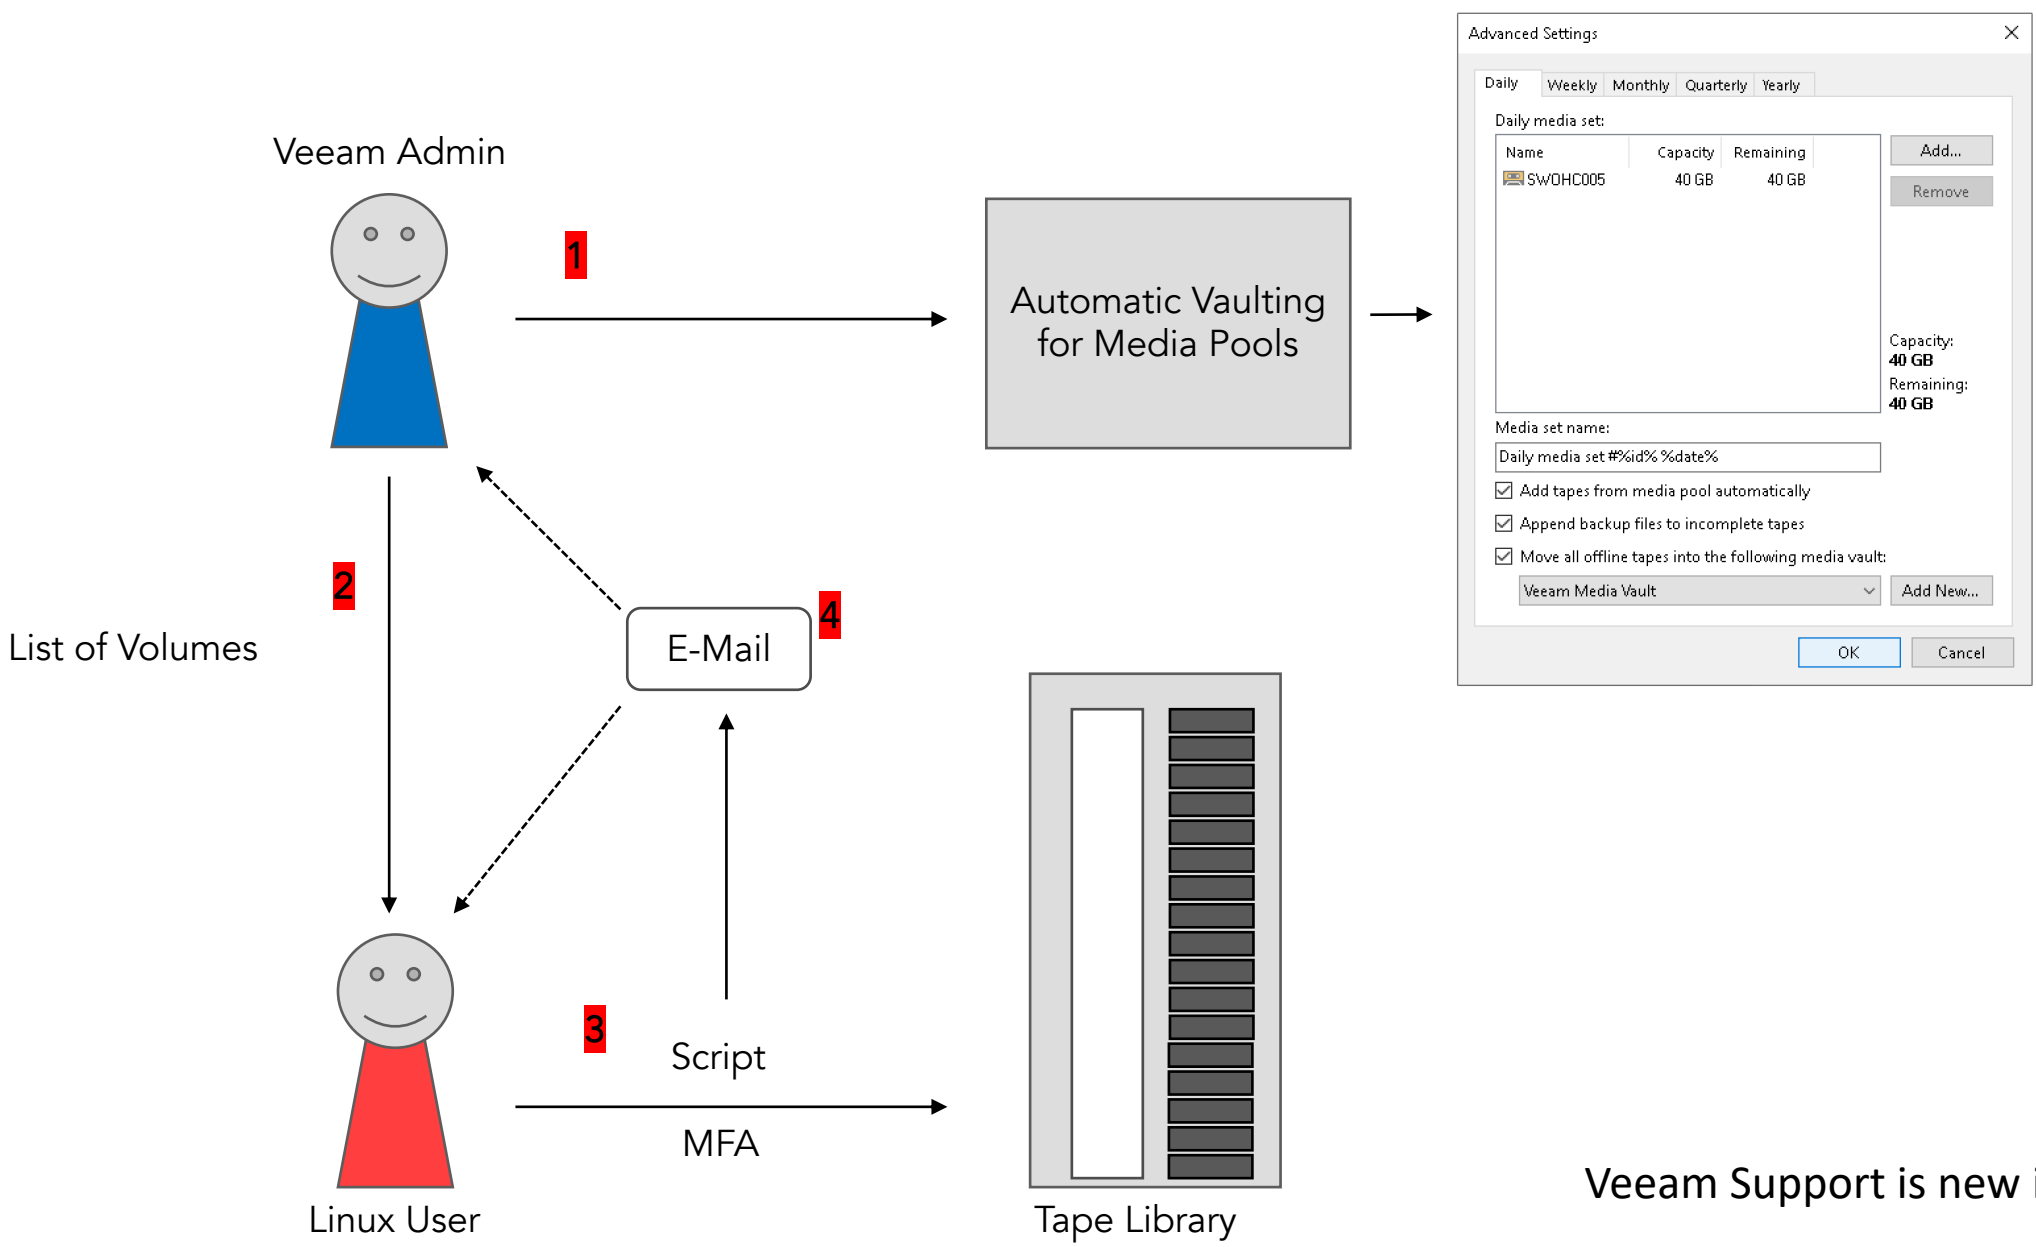 Veeam Admin
1
Automatic Vaulting
for Media Pools
2
List of Volumes
E-Mail
4
3
Script
MFA
Linux User
Tape Library
Advanced Settings
Daily Weekly Monthly Quarterly Yearly
Daily media set:
Name Capacity Remaining
SWOHC005 40 GB 40 GB
Add...
Remove
Capacity:
40 GB
Remaining:
40 GB
Media set name:
Daily media set #%id% %date%
Add tapes from media pool automatically
Append backup files to incomplete tapes
Move all offline tapes into the following media vault:
Veeam Media Vault
Add New...
OK Cancel
Veeam Support is new